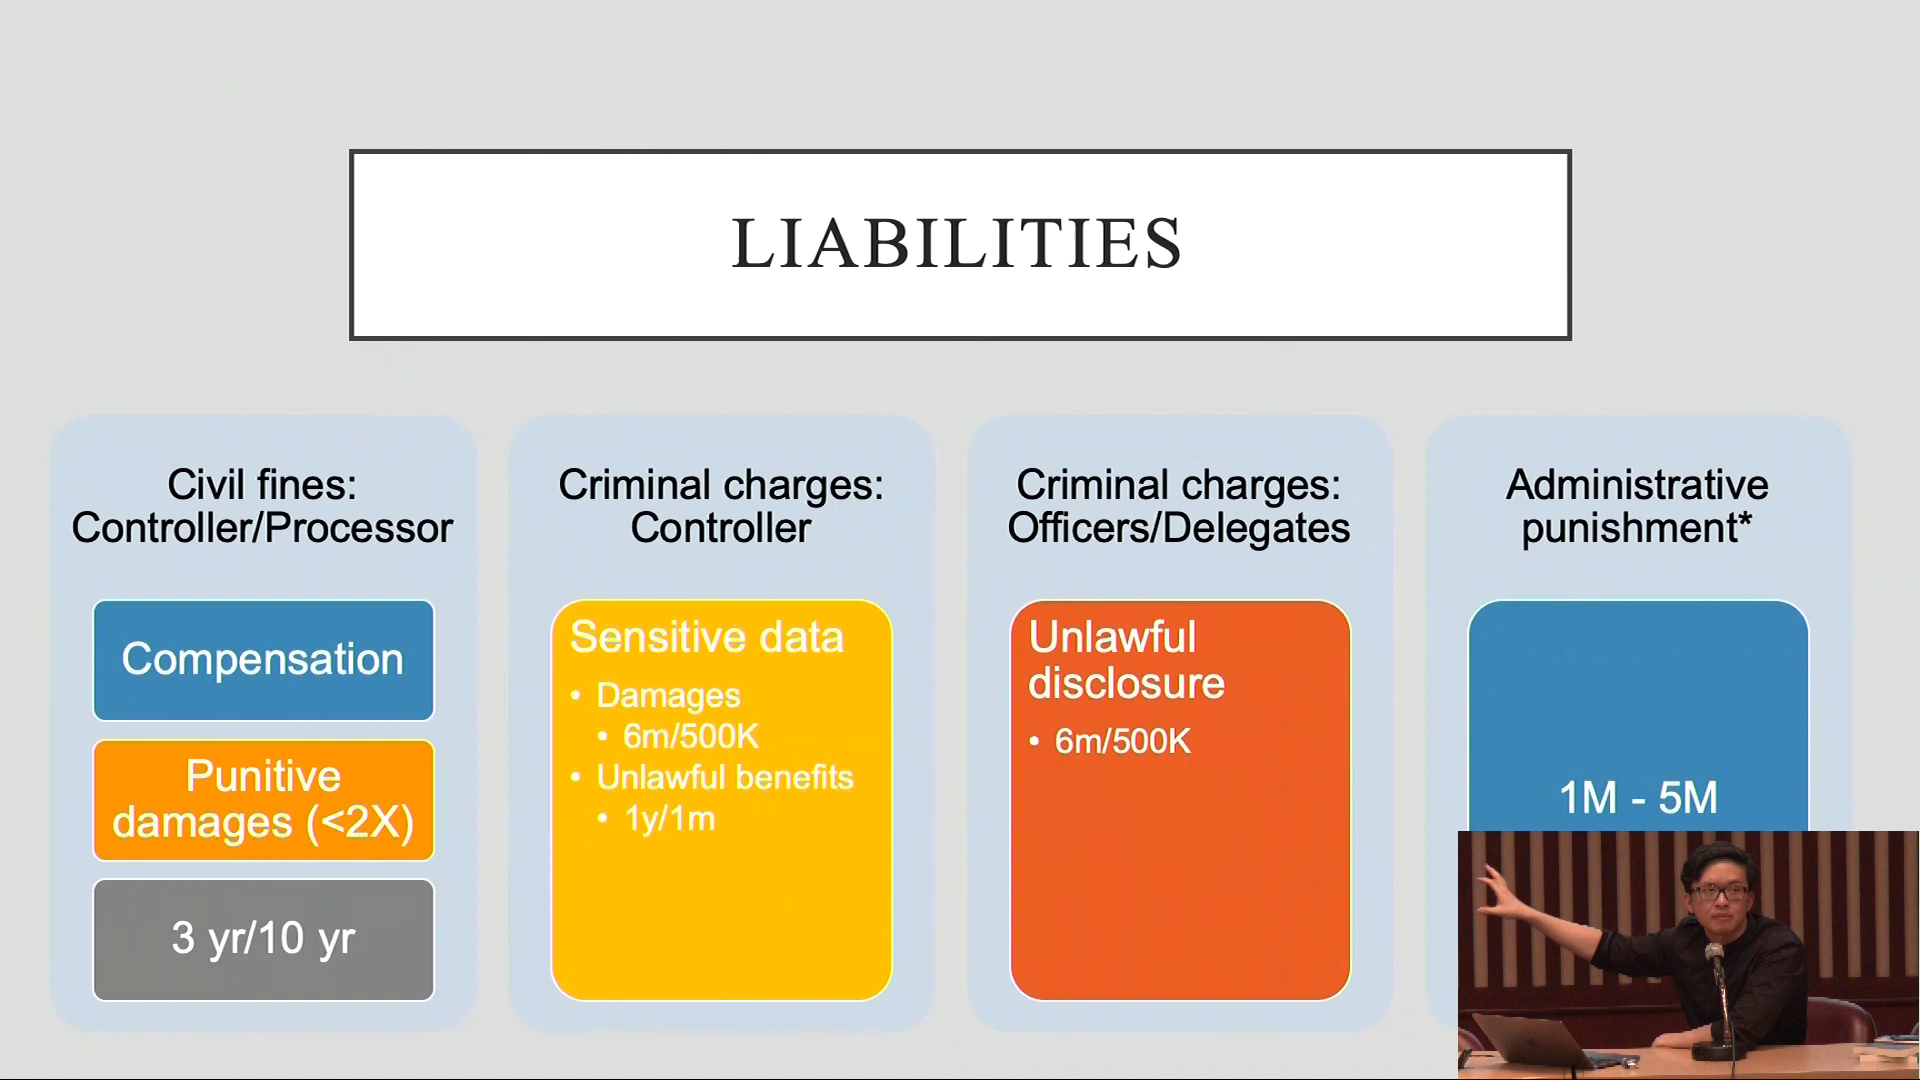 LIABILITIES
Civil fines:
Controller/Processor
Compensation
Punitive
damages (<2X)
3 yr/10 yr
Criminal charges:
Controller
Sensitive data
• Damages
• 6m/500K
• Unlawful benefits
• 1y/1m
Criminal charges:
Officers/Delegates
Unlawful
disclosure
• 6m/500K
Administrative
punishment*
1M - 5M